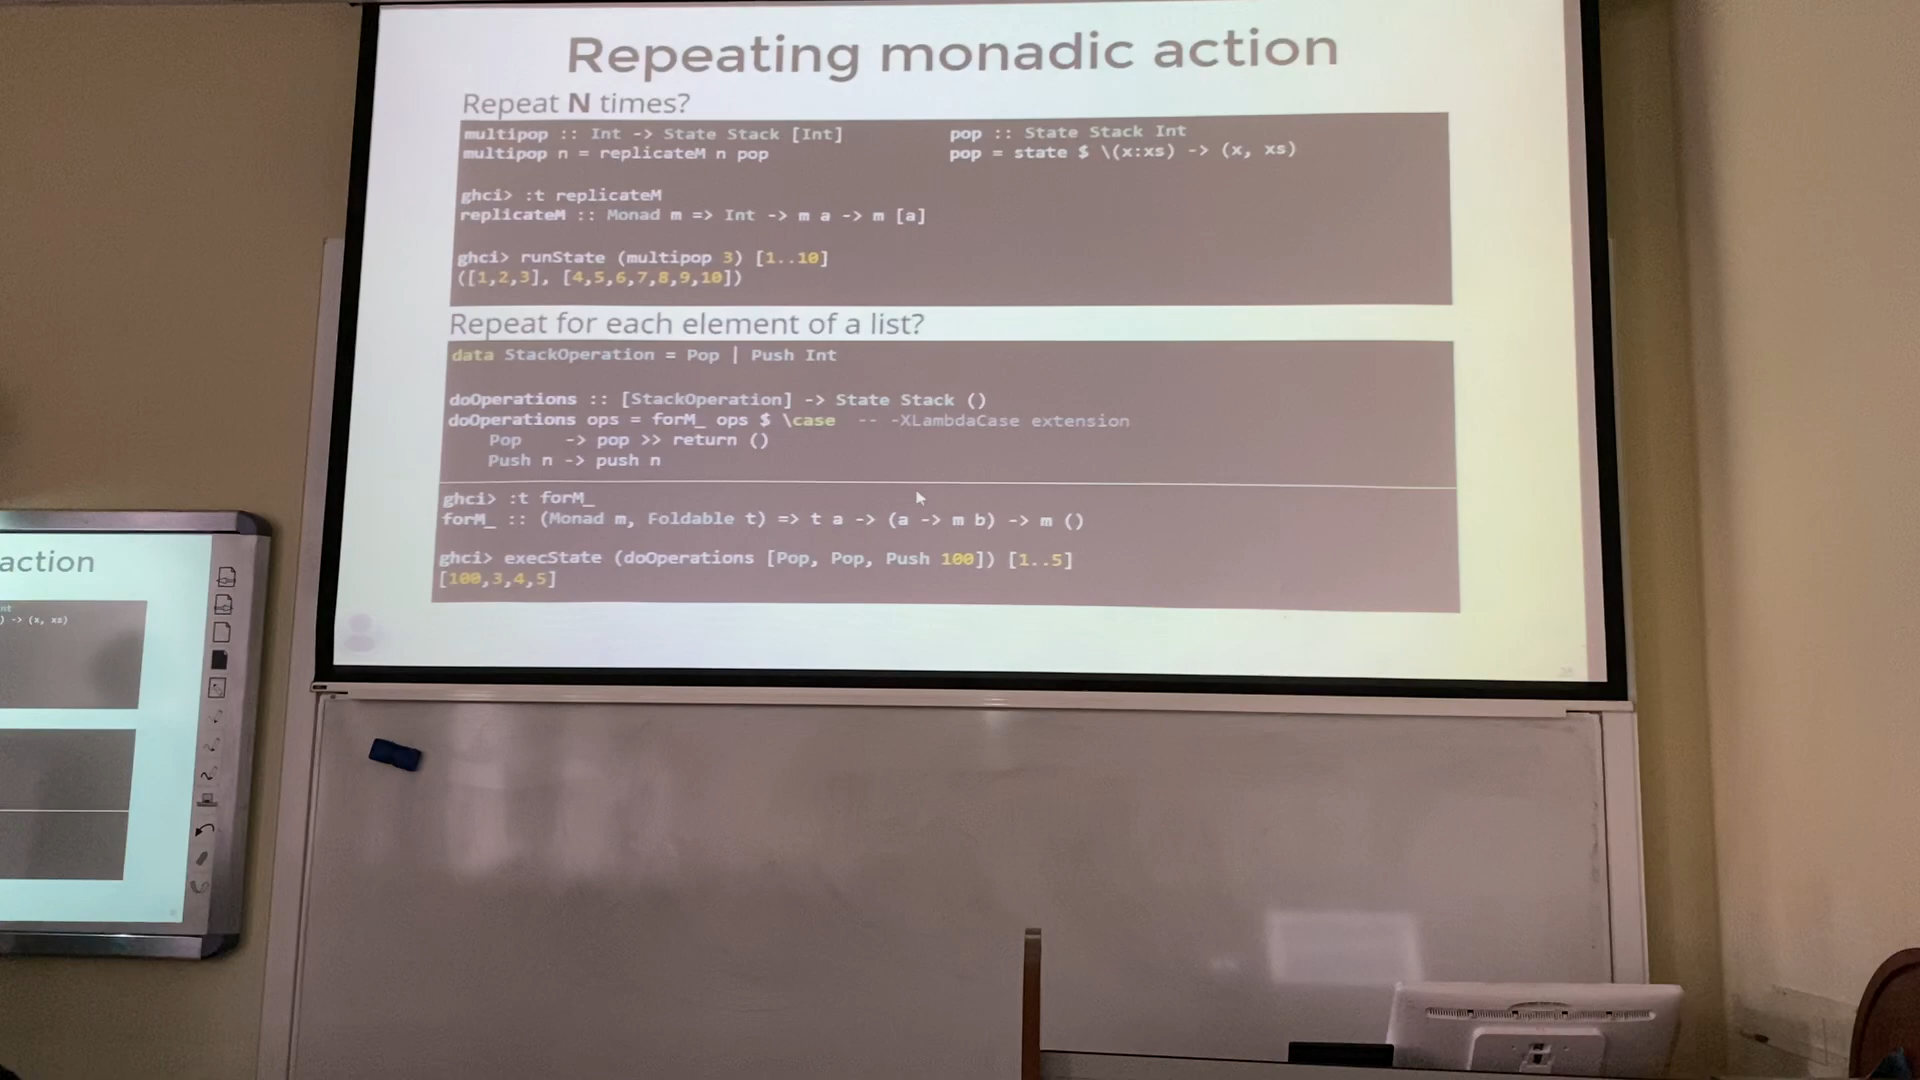 Repeating monadic action
Repeat N times?
multipop :: Int -> State Stack [Int]
multipop n = replicateM n pop
pop :: State Stack Int
pop = state $ \(x:xs) -> (x, xs)
ghci> :t replicateM
replicateM :: Monad m => Int -> m a -> m [a]
ghci> runState (multipop 3) [1..10]
([1,2,3], [4,5,6,7,8,9,10])
Repeat for each element of a list?
data StackOperation = Pop | Push Int
doOperations :: [StackOperation] -> State Stack ()
doOperations ops = forM_ ops $ \case -- -XLambdaCase extension
Pop -> pop >> return ()
Push n -> push n
ghci> :t forM_
forM_ :: (Monad m, Foldable t) => t a -> (a -> m b) -> m ()
ghci> execState (doOperations [Pop, Pop, Push 100]) [1..5]
[100,3,4,5]
action
nt
) -> (x, xs)